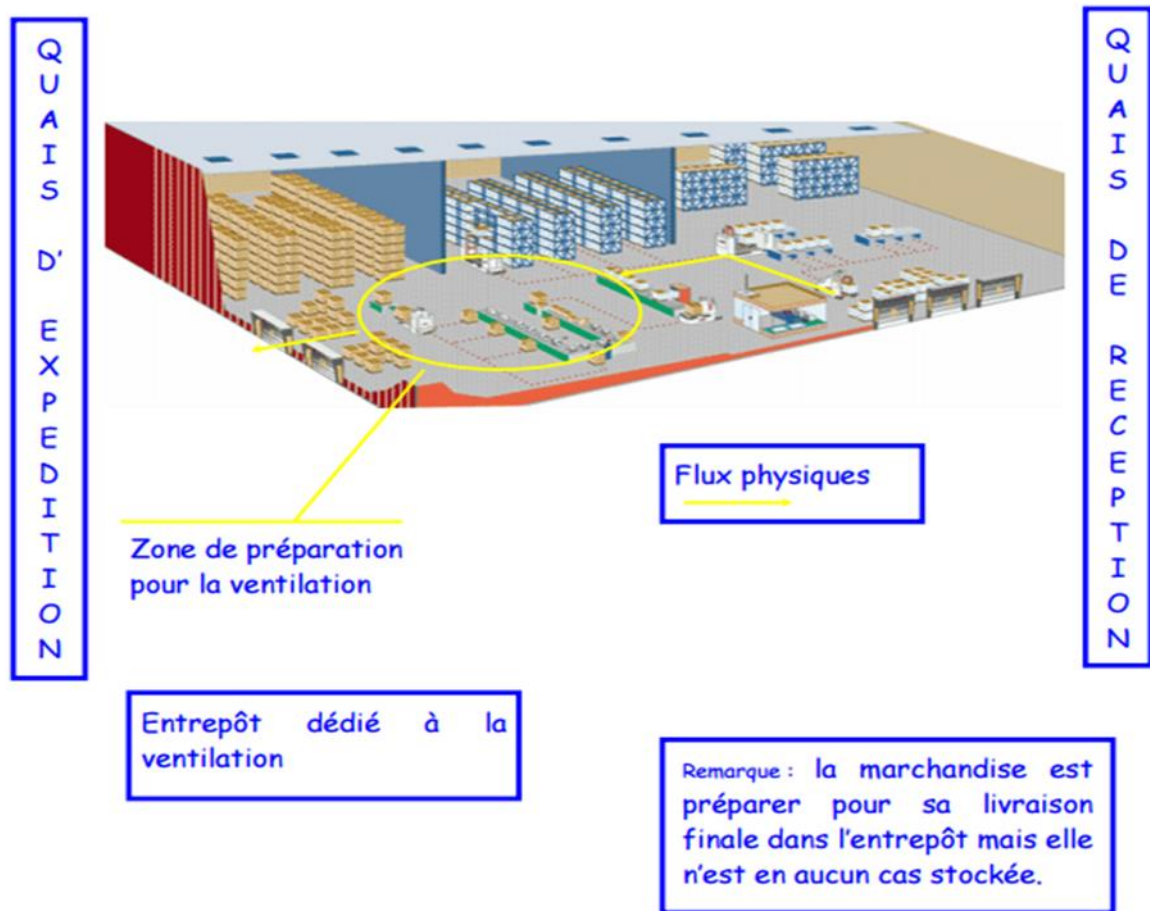 QUAIS D' EXPEDITION
QUAIS DE RECEPTION
Flux physiques
Zone de préparation
pour la ventilation
Entrepôt dédié à la
ventilation
Remarque : la marchandise est
préparer pour sa livraison
finale dans l'entrepôt mais elle
n'est en aucun cas stockée.